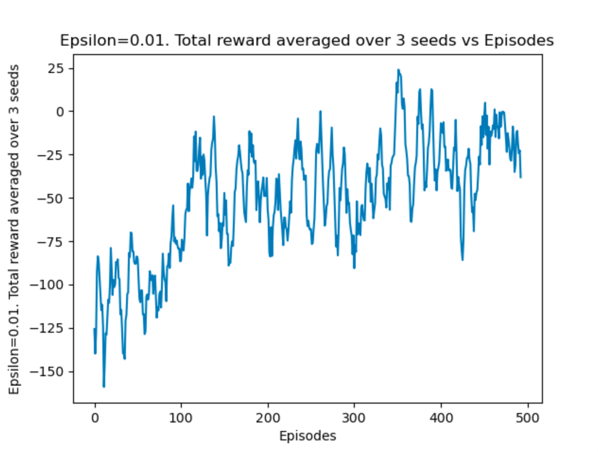 Epsilon=0.01. Total reward averaged over 3 seeds vs Episodes
Epsilon=0.01. Total reward averaged over 3 seeds
25
0
−25
−50
−75
−100
−125
−150
0 100 200 300 400 500
Episodes